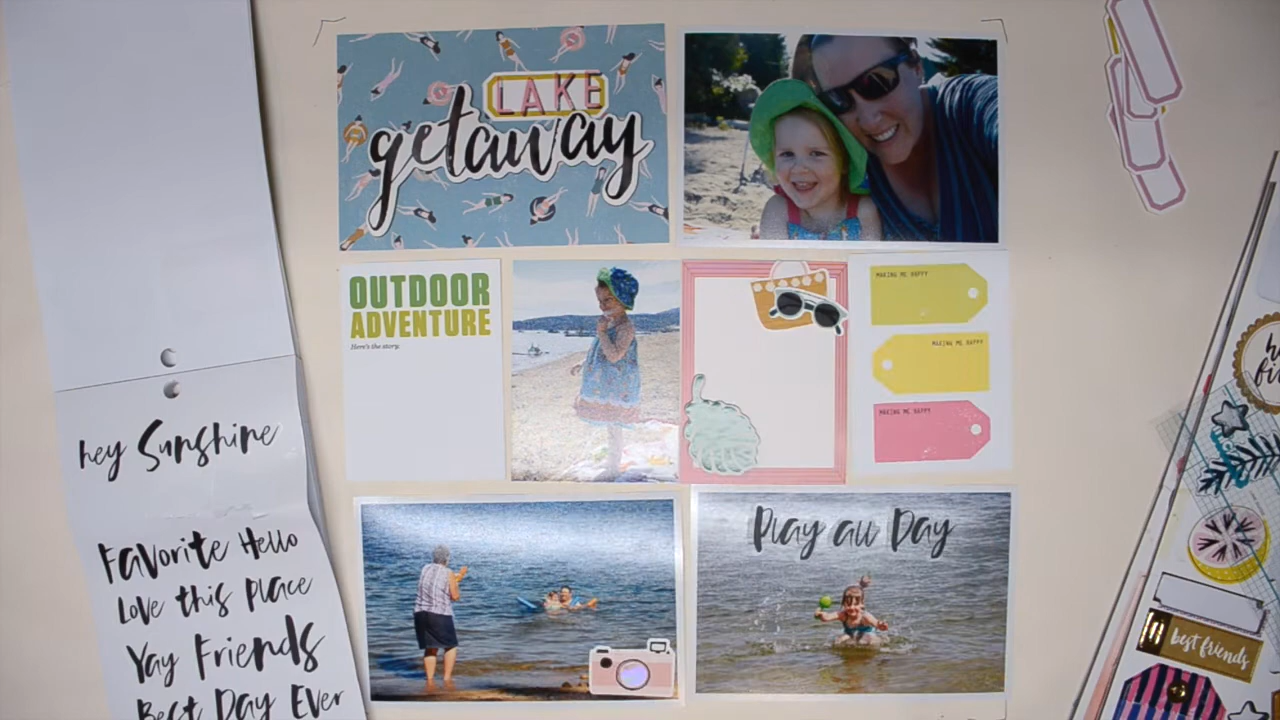 LAKE
getaway
OUTDOOR
ADVENTURE
Here's the story.
MAKING ME HAPPY
MAKING ME HAPPY
MAKING ME HAPPY
Play all Day
hey Sunshine
Favorite Hello
Love this Place
Yay Friends
Best Day Ever
best friends